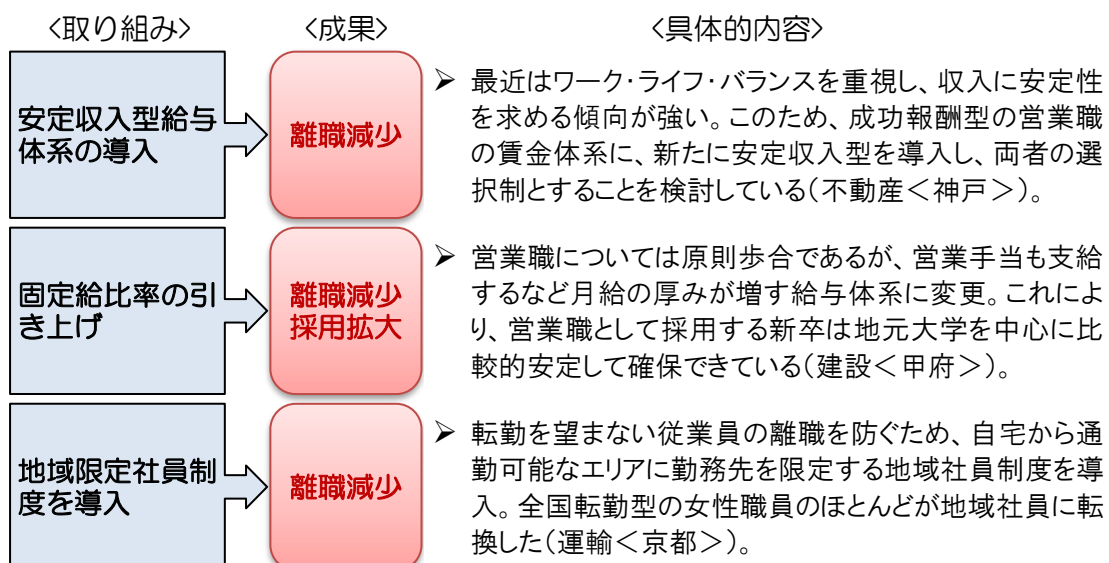 <取り組み>
<成果>
<具体的内容>
安定収入型給与
体系の導入
離職減少
➢ 最近はワーク・ライフ・バランスを重視し、収入に安定性
を求める傾向が強い。このため、成功報酬型の営業職
の賃金体系に、新たに安定収入型を導入し、両者の選
択制とすることを検討している（不動産＜神戸＞）。
固定給比率の引
き上げ
離職減少
採用拡大
➢ 営業職については原則歩合であるが、営業手当も支給
するなど月給の厚みが増す給与体系に変更。これによ
り、営業職として採用する新卒は地元大学を中心に比
較的安定して確保できている（建設＜甲府＞）。
地域限定社員制
度を導入
離職減少
➢ 転勤を望まない従業員の離職を防ぐため、自宅から通
勤可能なエリアに勤務先を限定する地域社員制度を導
入。全国転勤型の女性職員のほとんどが地域社員に転
換した（運輸＜京都＞）。